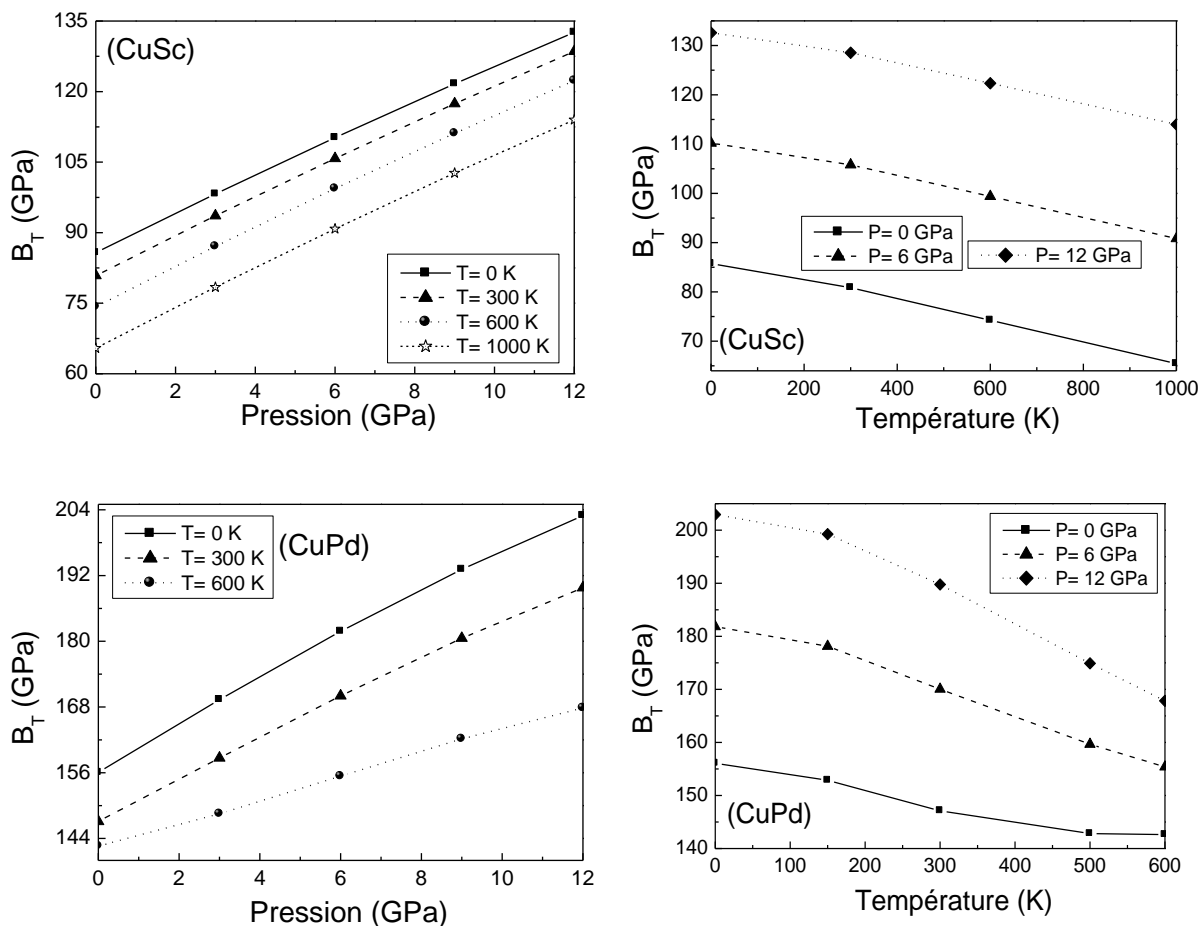 (CuSc)
135
120
105
90
75
60
B_T (GPa)
T= 0 K
T= 300 K
T= 600 K
T= 1000 K
0 2 4 6 8 10 12
Pression (GPa)
130
120
110
100
90
80
70
B_T (GPa)
P= 0 GPa
P= 6 GPa
P= 12 GPa
(CuSc)
0 200 400 600 800 1000
Température (K)
204
192
180
168
156
144
B_T (GPa)
T= 0 K
T= 300 K
T= 600 K
(CuPd)
0 2 4 6 8 10 12
Pression (GPa)
200
190
180
170
160
150
140
B_T (GPa)
P= 0 GPa
P= 6 GPa
P= 12 GPa
(CuPd)
0 100 200 300 400 500 600
Température (K)